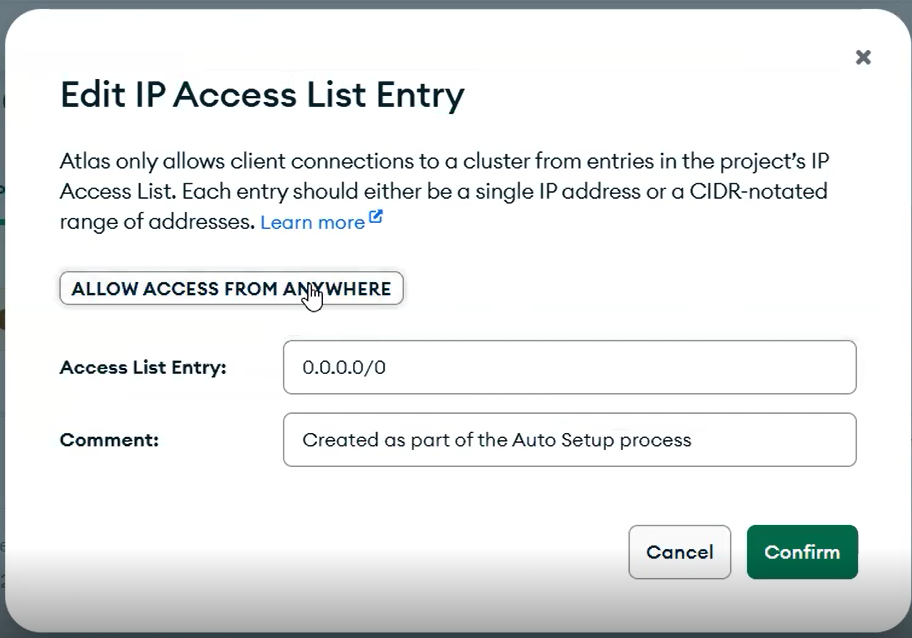 Edit IP Access List Entry
Atlas only allows client connections to a cluster from entries in the project's IP
Access List. Each entry should either be a single IP address or a CIDR-notated
range of addresses. Learn more
ALLOW ACCESS FROM ANYWHERE
Access List Entry: 0.0.0.0/0
Comment: Created as part of the Auto Setup process
Cancel Confirm